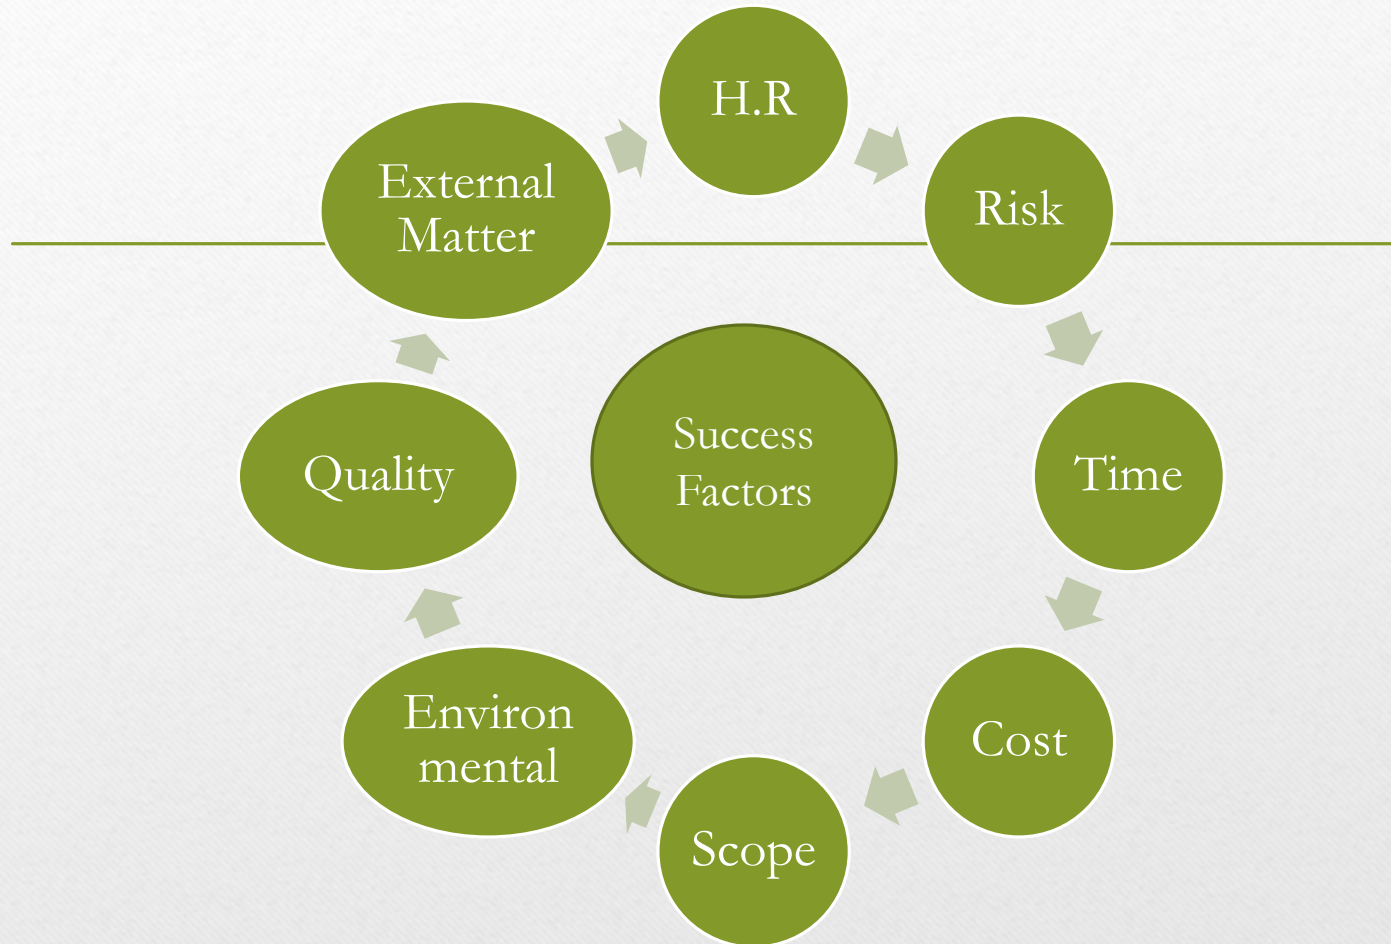 H.R
External
Matter
Risk
Success
Factors
Quality
Time
Environ
mental
Cost
Scope